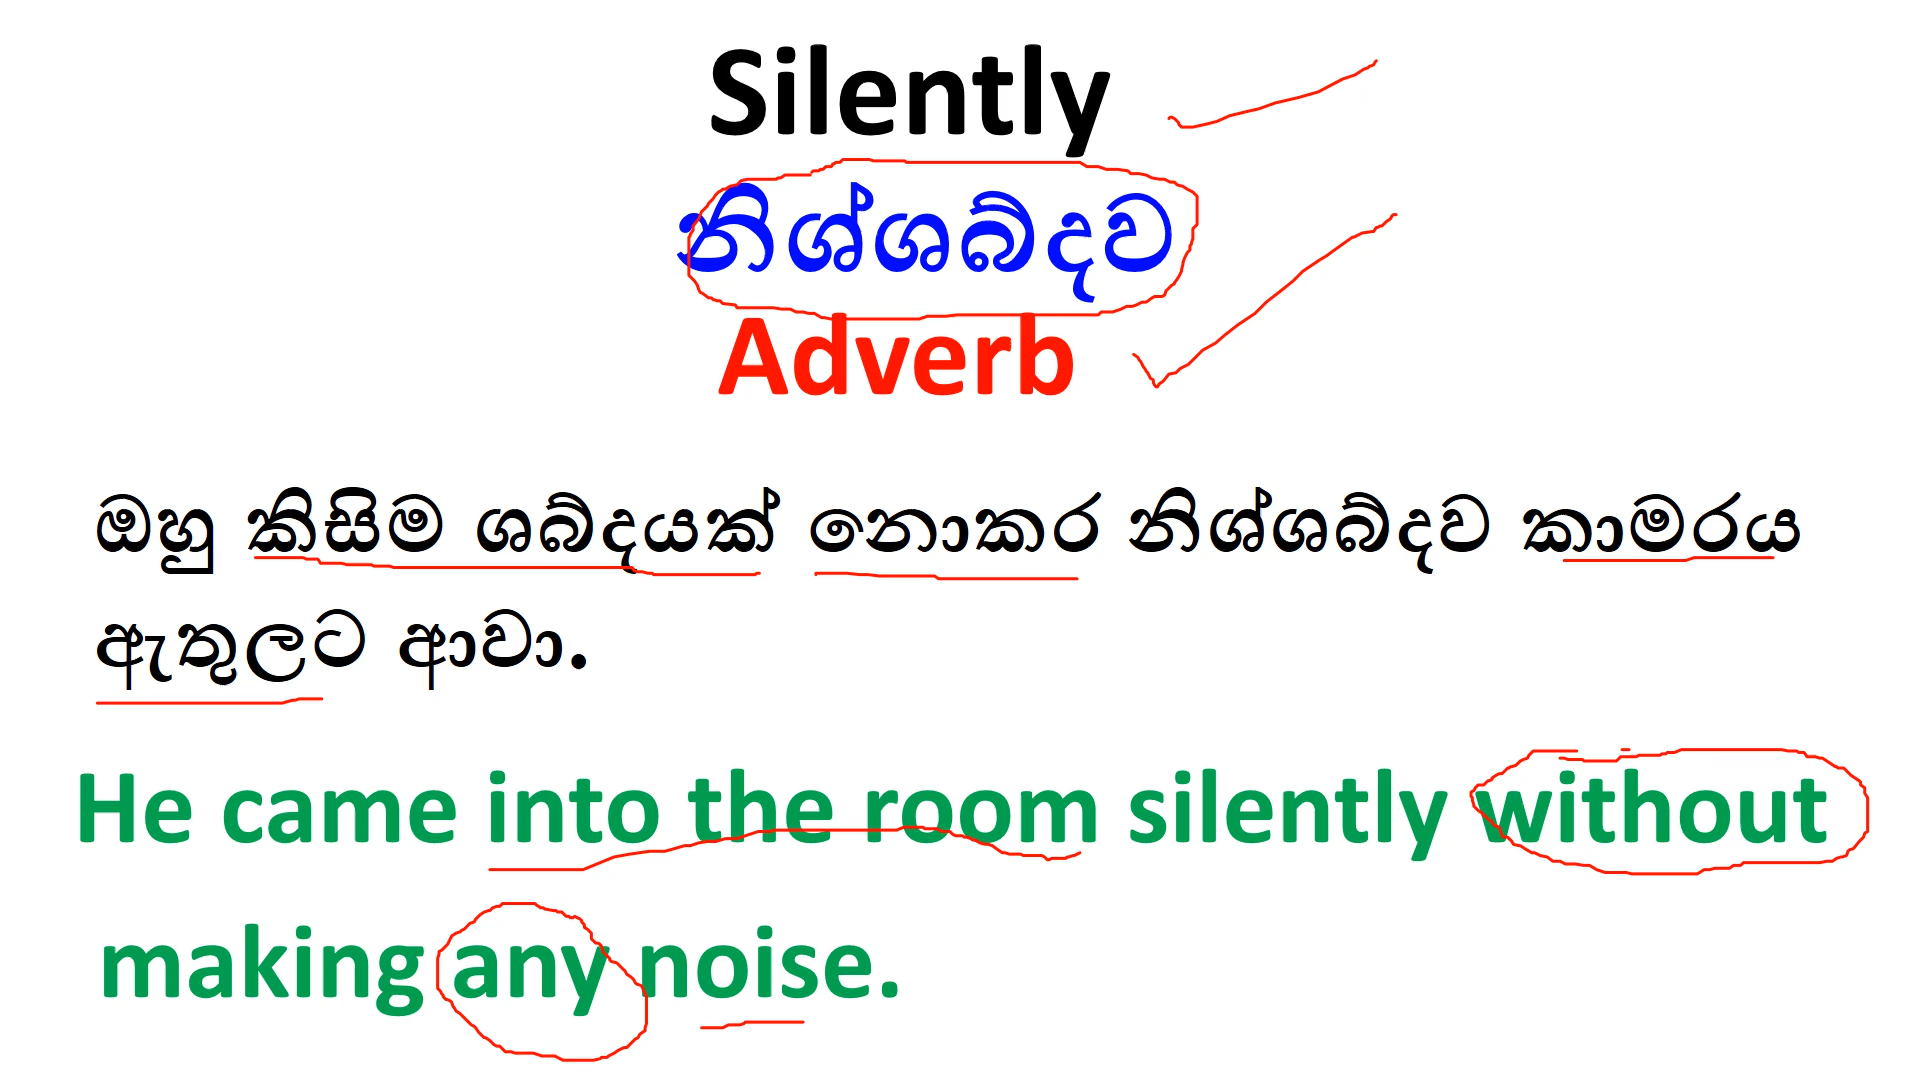 Silently
නිශ්ශබ්දව
Adverb
ඔහු කිසිම ශබ්දයක් නොකර නිශ්ශබ්දව කාමරය
ඇතුලට ආවා.
He came into the room silently without
making any noise.